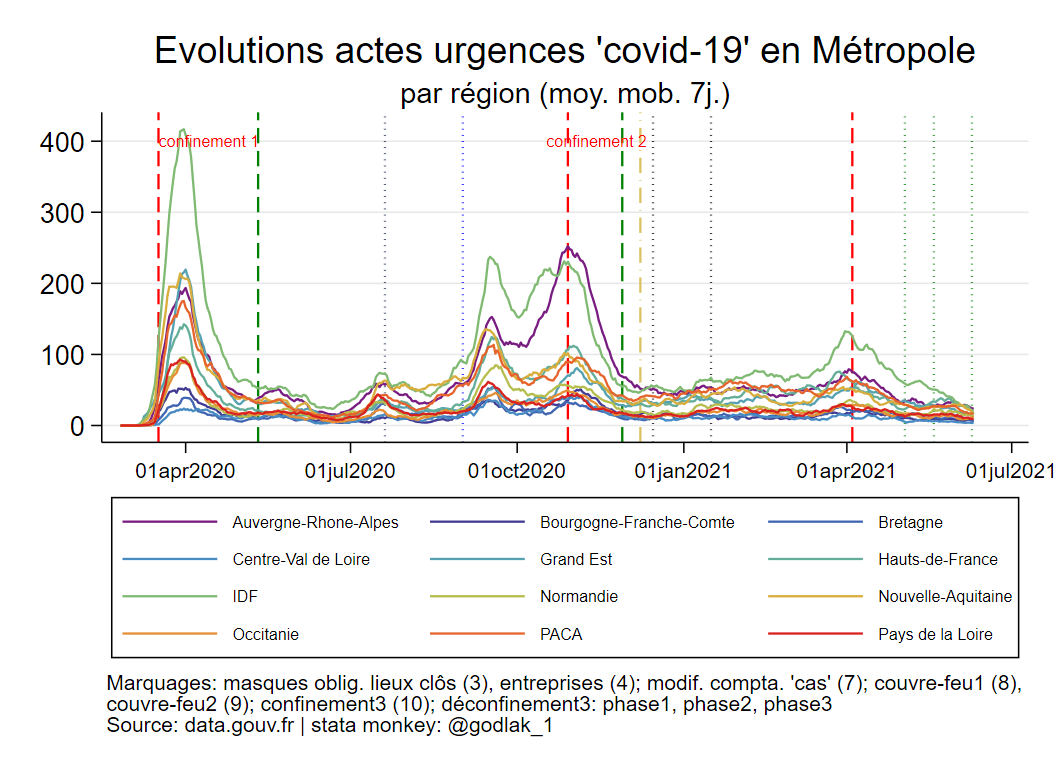 Evolutions actes urgences 'covid-19' en Métropole
par région (moy. mob. 7j.)
confinement 1
confinement 2
400
300
200
100
0
01apr2020
01jul2020
01oct2020
01jan2021
01apr2021
01jul2021
Auvergne-Rhone-Alpes
Bourgogne-Franche-Comte
Bretagne
Centre-Val de Loire
Grand Est
Hauts-de-France
IDF
Normandie
Nouvelle-Aquitaine
Occitanie
PACA
Pays de la Loire
Marquages: masques oblig. lieux clôs (3), entreprises (4); modif. compta. 'cas' (7); couvre-feu1 (8),
couvre-feu2 (9); confinement3 (10); déconfinement3: phase1, phase2, phase3
Source: data.gouv.fr | stata monkey: @godlak_1